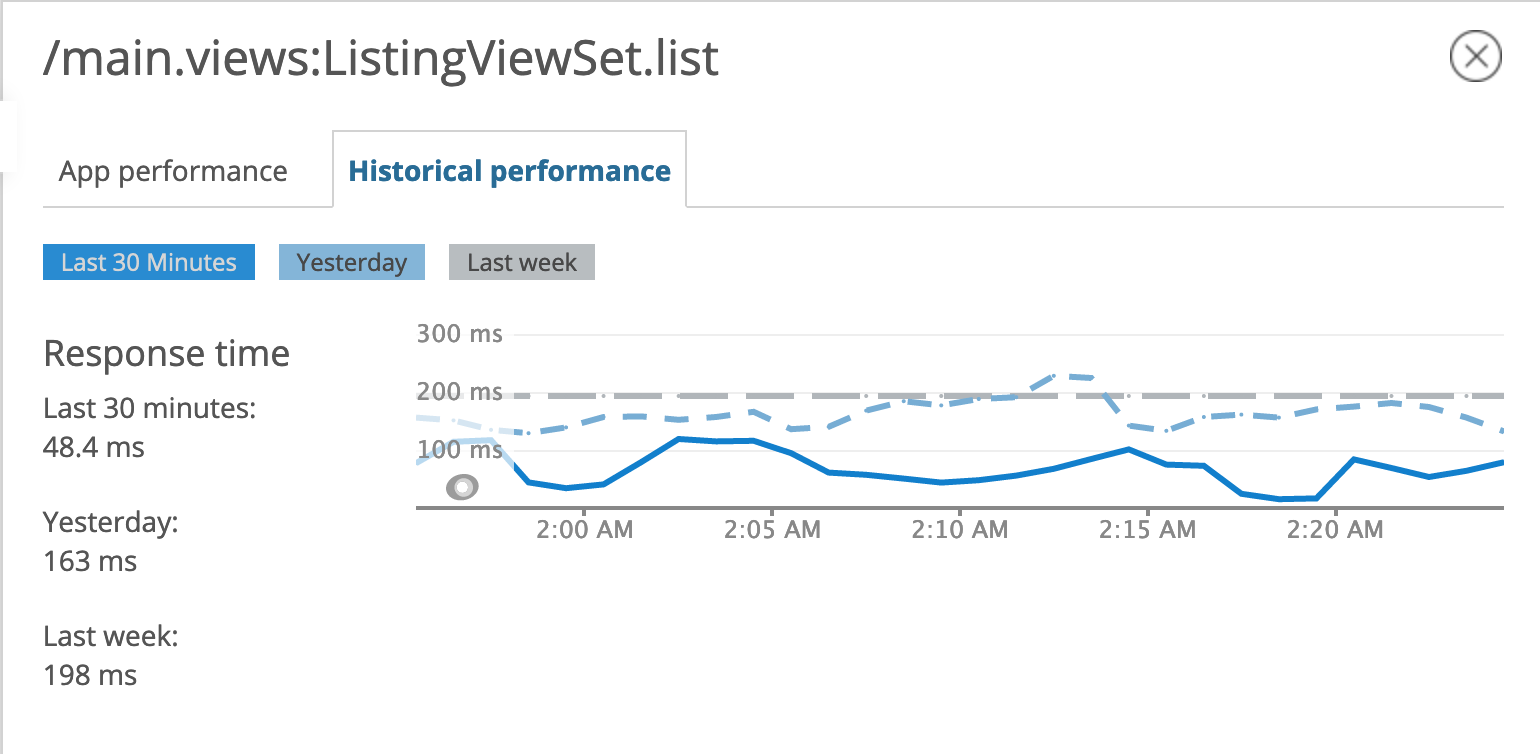 /main.views:ListingViewSet.list
App performance
Historical performance
Last 30 Minutes
Yesterday
Last week
Response time
Last 30 minutes:
48.4 ms
Yesterday:
163 ms
Last week:
198 ms
300 ms
200 ms
100 ms
2:00 AM
2:05 AM
2:10 AM
2:15 AM
2:20 AM